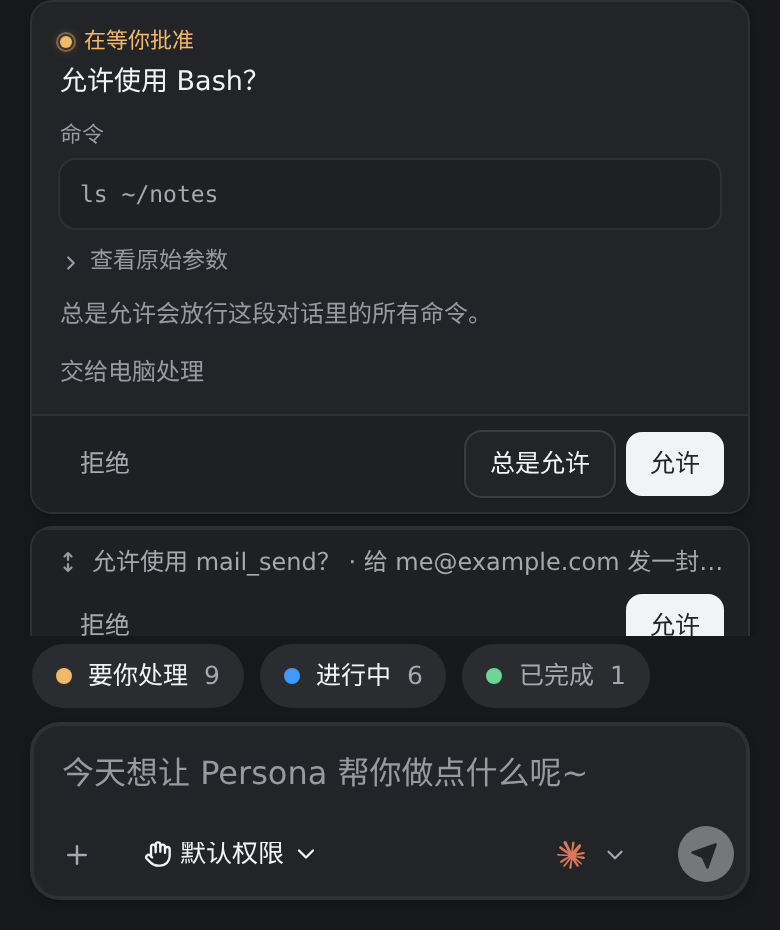 在等你批准
允许使用 Bash?
命令
ls ~/notes
查看原始参数
总是允许会放行这段对话里的所有命令。
交给电脑处理
拒绝 总是允许 允许
允许使用 mail_send? · 给 me@example.com 发一封…
拒绝 允许
要你处理 9 进行中 6 已完成 1
今天想让 Persona 帮你做点什么呢~
默认权限